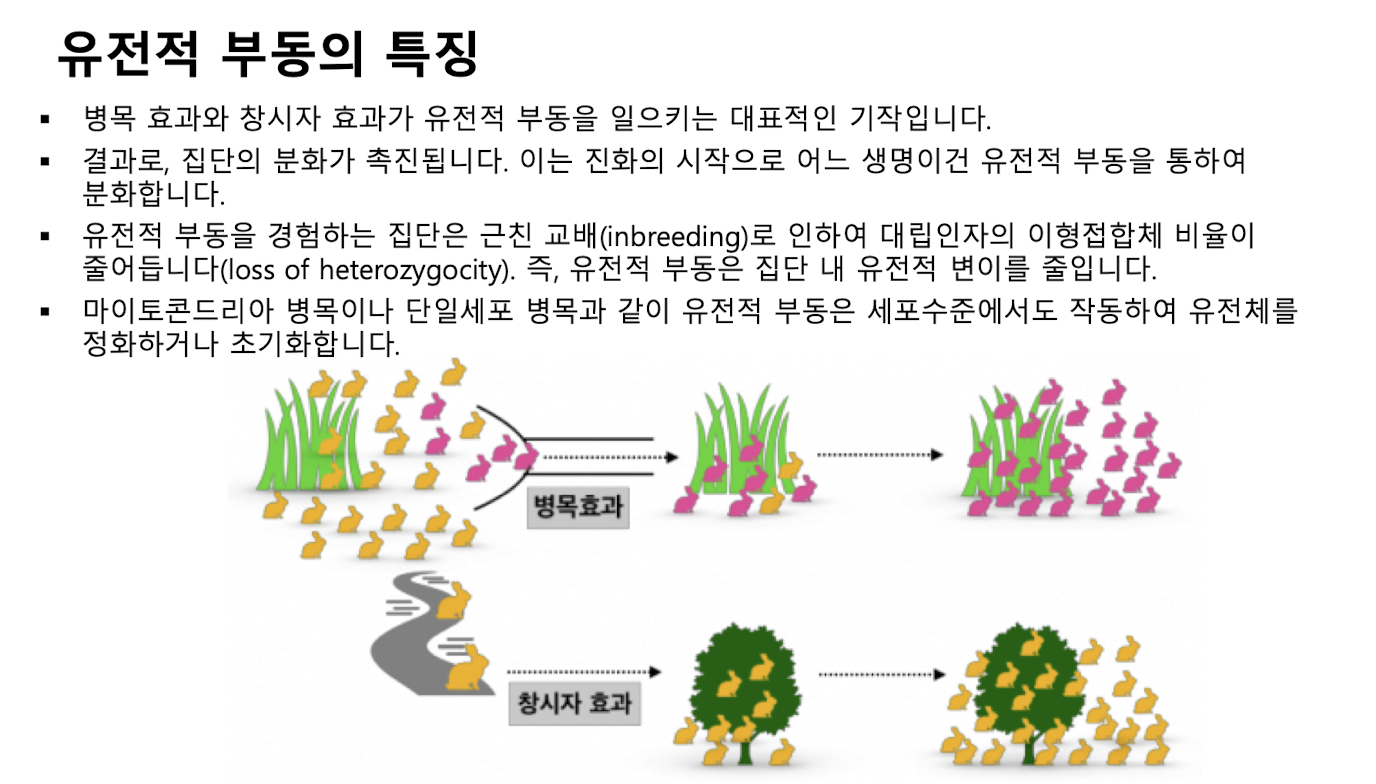 유전적 부동의 특징
▪ 병목 효과와 창시자 효과가 유전적 부동을 일으키는 대표적인 기작입니다.
▪ 결과로, 집단의 분화가 촉진됩니다. 이는 진화의 시작으로 어느 생명이건 유전적 부동을 통하여
분화합니다.
▪ 유전적 부동을 경험하는 집단은 근친 교배(inbreeding)로 인하여 대립인자의 이형접합체 비율이
줄어듭니다(loss of heterozygocity). 즉, 유전적 부동은 집단 내 유전적 변이를 줄입니다.
▪ 마이토콘드리아 병목이나 단일세포 병목과 같이 유전적 부동은 세포수준에서도 작동하여 유전체를
정화하거나 초기화합니다.
병목효과
창시자 효과